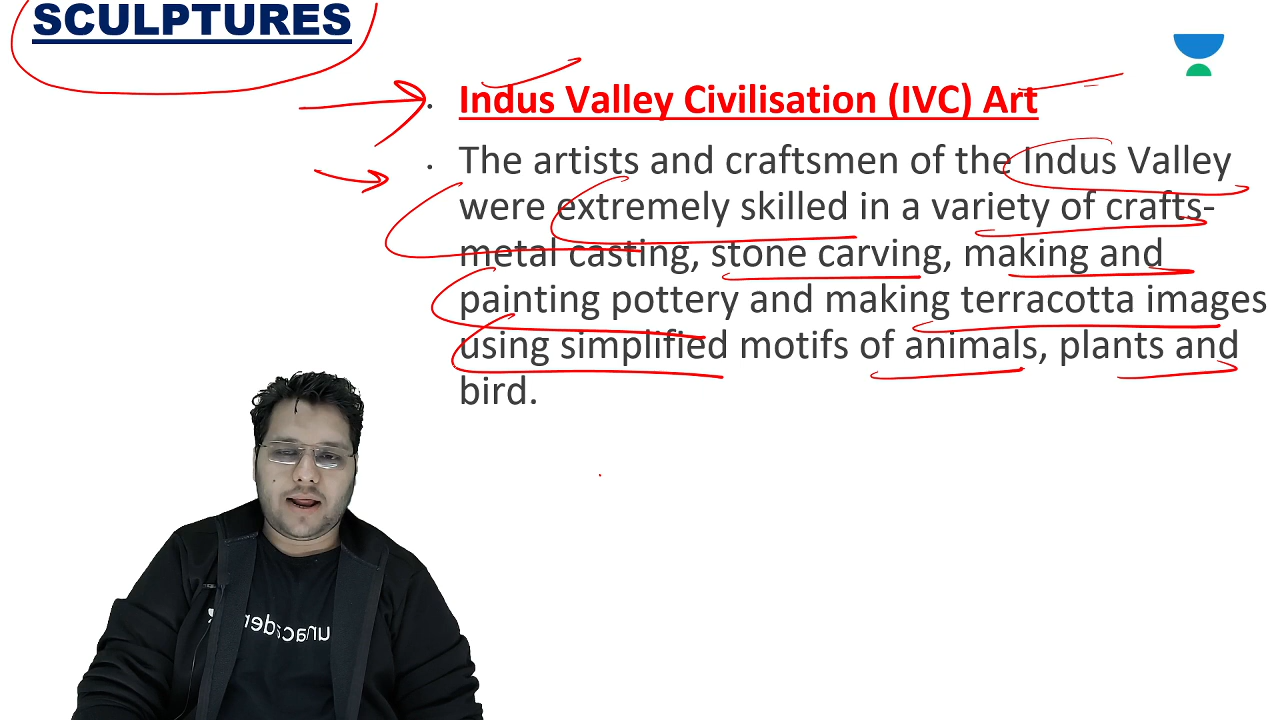 SCULPTURES
Indus Valley Civilisation (IVC) Art
The artists and craftsmen of the Indus Valley
were extremely skilled in a variety of crafts-
metal casting, stone carving, making and
painting pottery and making terracotta images
using simplified motifs of animals, plants and
bird.
unacadem